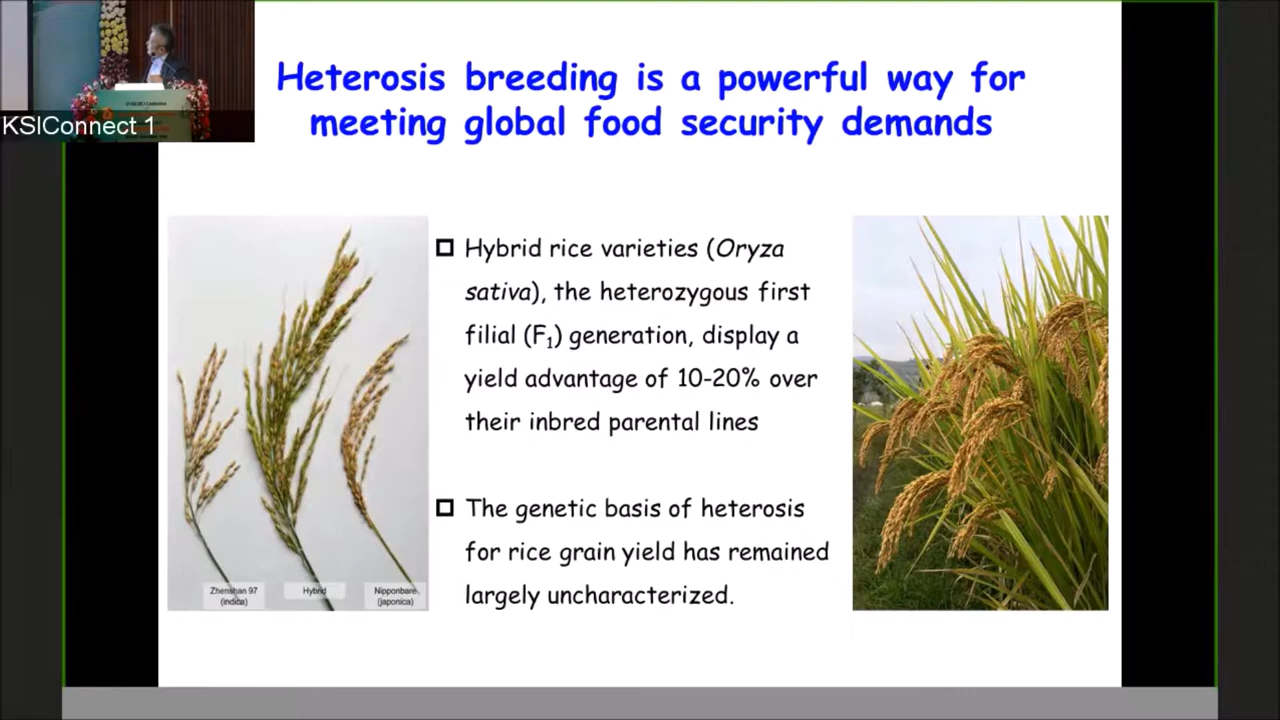 KSIConnect 1
Heterosis breeding is a powerful way for
meeting global food security demands
Hybrid rice varieties (Oryza
sativa), the heterozygous first
filial (F₁) generation, display a
yield advantage of 10-20% over
their inbred parental lines
The genetic basis of heterosis
for rice grain yield has remained
largely uncharacterized.
Zhenshan 97
(indica)
Hybrid
Nipponbare
(japonica)